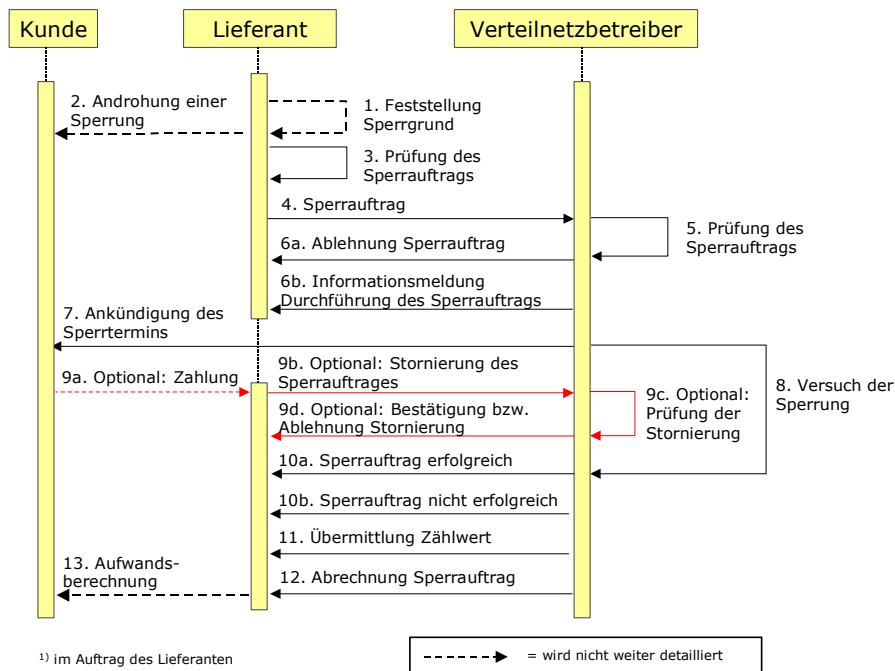 Kunde
Lieferant
Verteilnetzbetreiber
2. Androhung einer
Sperrung
1. Feststellung
Sperrgrund
3. Prüfung des
Sperrauftrags
4. Sperrauftrag
5. Prüfung des
Sperrauftrags
6a. Ablehnung Sperrauftrag
6b. Informationsmeldung
Durchführung des Sperrauftrags
7. Ankündigung des
Sperrtermins
8. Versuch der
Sperrung
9a. Optional: Zahlung
9b. Optional: Stornierung des
Sperrauftrages
9c. Optional:
Prüfung der
Stornierung
9d. Optional: Bestätigung bzw.
Ablehnung Stornierung
10a. Sperrauftrag erfolgreich
10b. Sperrauftrag nicht erfolgreich
11. Übermittlung Zählwert
12. Abrechnung Sperrauftrag
13. Aufwands-
berechnung
1) im Auftrag des Lieferanten
= wird nicht weiter detailliert